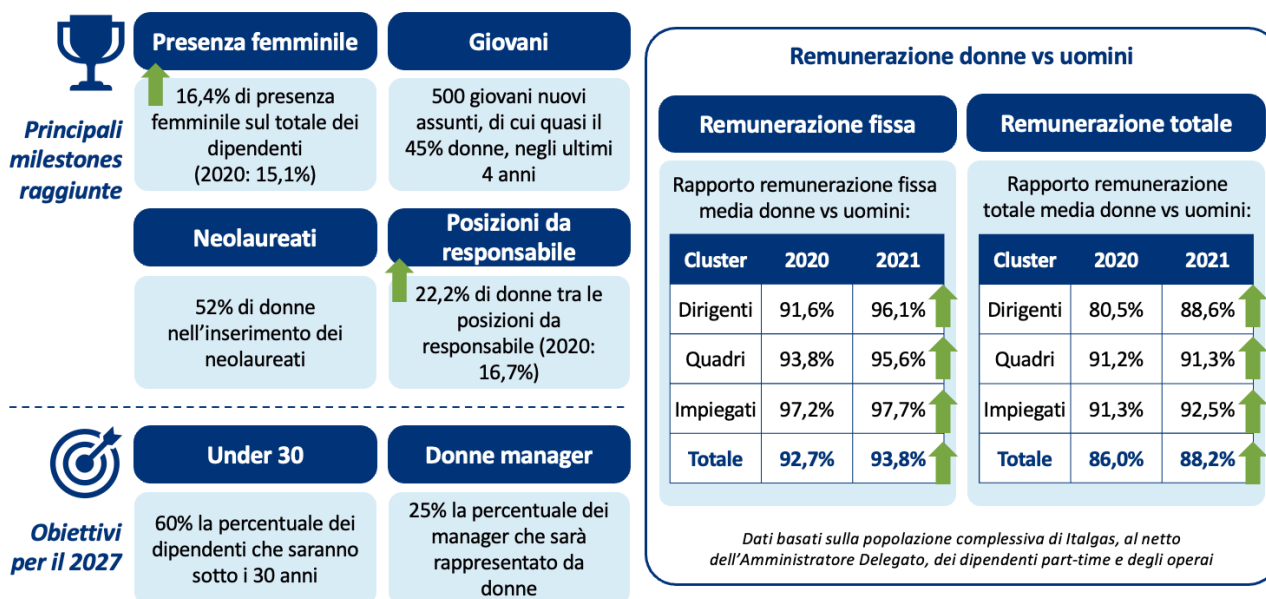 Principali
milestones
raggiunte
Presenza femminile
16,4% di presenza
femminile sul totale dei
dipendenti
(2020: 15,1%)
Giovani
500 giovani nuovi
assunti, di cui quasi il
45% donne, negli ultimi
4 anni
Neolaureati
52% di donne
nell’inserimento dei
neolaureati
Posizioni da
responsabile
22,2% di donne tra le
posizioni da
responsabile (2020:
16,7%)
Obiettivi
per il 2027
Under 30
60% la percentuale dei
dipendenti che saranno
sotto i 30 anni
Donne manager
25% la percentuale dei
manager che sarà
rappresentato da
donne
Remunerazione donne vs uomini
Remunerazione fissa
Rapporto remunerazione fissa
media donne vs uomini:
Cluster 2020 2021
Dirigenti 91,6% 96,1%
Quadri 93,8% 95,6%
Impiegati 97,2% 97,7%
Totale 92,7% 93,8%
Remunerazione totale
Rapporto remunerazione
totale media donne vs uomini:
Cluster 2020 2021
Dirigenti 80,5% 88,6%
Quadri 91,2% 91,3%
Impiegati 91,3% 92,5%
Totale 86,0% 88,2%
Dati basati sulla popolazione complessiva di Italgas, al netto
dell’Amministratore Delegato, dei dipendenti part-time e degli operai